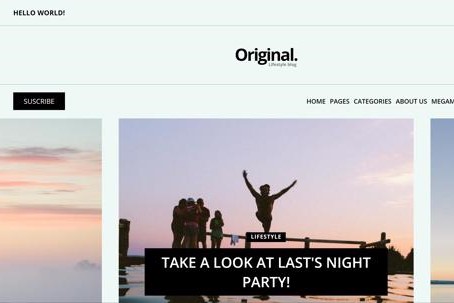 HELLO WORLD!
Original.
Lifestyle blog
SUSCRIBE
HOME PAGES CATEGORIES ABOUT US MEGAM
LIFESTYLE
TAKE A LOOK AT LAST'S NIGHT
PARTY!